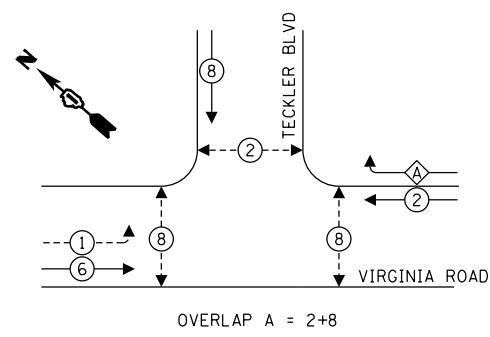 N
TECKLER BLVD
8
2
A
2
8
8
1
6
VIRGINIA ROAD
OVERLAP A = 2+8